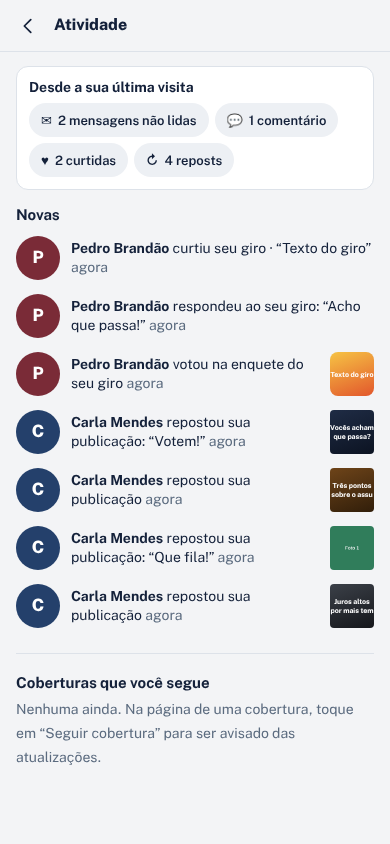 Atividade
Desde a sua última visita
✉ 2 mensagens não lidas
💬 1 comentário
♥ 2 curtidas
↻ 4 reposts
Novas
P
Pedro Brandão curtiu seu giro · “Texto do giro”
agora
P
Pedro Brandão respondeu ao seu giro: “Acho
que passa!” agora
P
Pedro Brandão votou na enquete do
seu giro agora
Texto do giro
C
Carla Mendes repostou sua
publicação: “Votem!” agora
Vocês acham
que passa?
C
Carla Mendes repostou sua
publicação agora
Três pontos
sobre o assu
C
Carla Mendes repostou sua
publicação: “Que fila!” agora
Foto 1
C
Carla Mendes repostou sua
publicação agora
Juros altos
por mais tem
Coberturas que você segue
Nenhuma ainda. Na página de uma cobertura, toque
em “Seguir cobertura” para ser avisado das
atualizações.